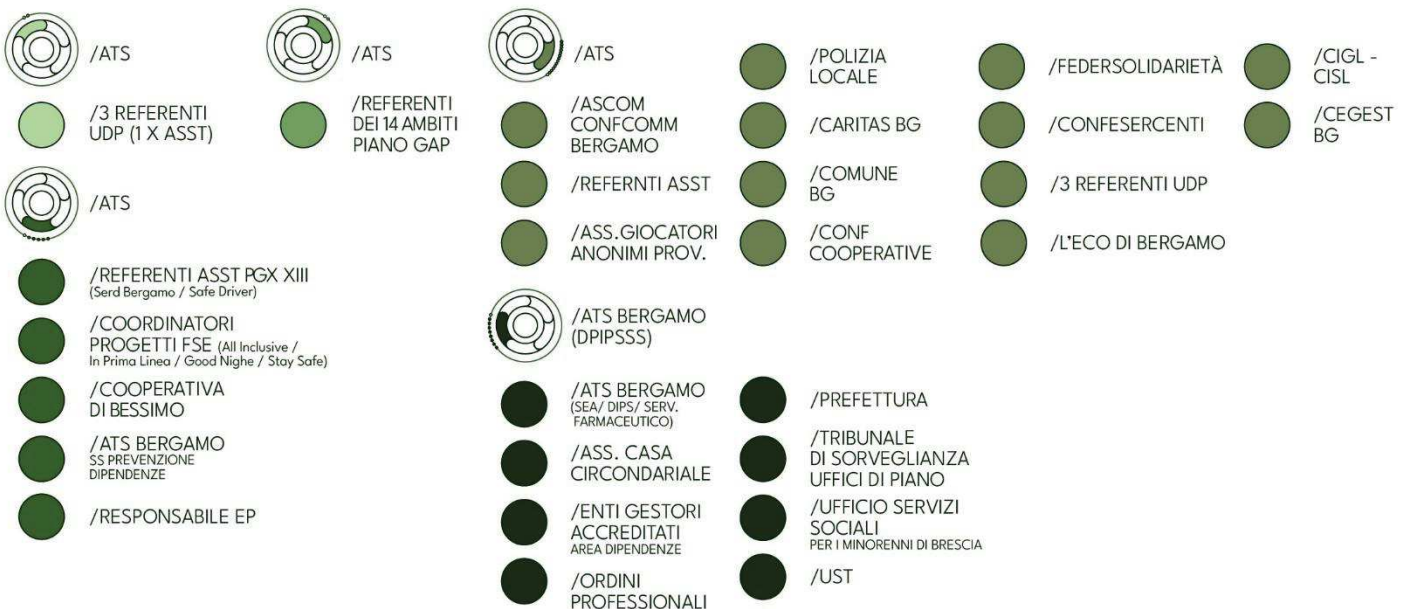 /ATS
/3 REFERENTI
UDP (1 X ASST)
/ATS
/REFERENTI ASST PGX XIII
(Serd Bergamo / Safe Driver)
/COORDINATORI
PROGETTI FSE (All Inclusive /
In Prima Linea / Good Nighe / Stay Safe)
/COOPERATIVA
DI BESSIMO
/ATS BERGAMO
SS PREVENZIONE
DIPENDENZE
/RESPONSABILE EP
/ATS
/REFERENTI
DEI 14 AMBITI
PIANO GAP
/ATS
/ASCOM
CONFCOMM
BERGAMO
/REFERNTI ASST
/ASS.GIOCATORI
ANONIMI PROV.
/POLIZIA
LOCALE
/CARITAS BG
/COMUNE
BG
/CONF
COOPERATIVE
/FEDERSOLIDARIETÀ
/CONFESERCENTI
/3 REFERENTI UDP
/L'ECO DI BERGAMO
/CIGL -
CISL
/CEGEST
BG
/ATS BERGAMO
(DPIPSSS)
/ATS BERGAMO
(SEA/ DIPS/ SERV.
FARMACEUTICO)
/ASS. CASA
CIRCONDARIALE
/ENTI GESTORI
ACCREDITATI
AREA DIPENDENZE
/ORDINI
PROFESSIONALI
/PREFETTURA
/TRIBUNALE
DI SORVEGLIANZA
UFFICI DI PIANO
/UFFICIO SERVIZI
SOCIALI
PER I MINORENNI DI BRESCIA
/UST